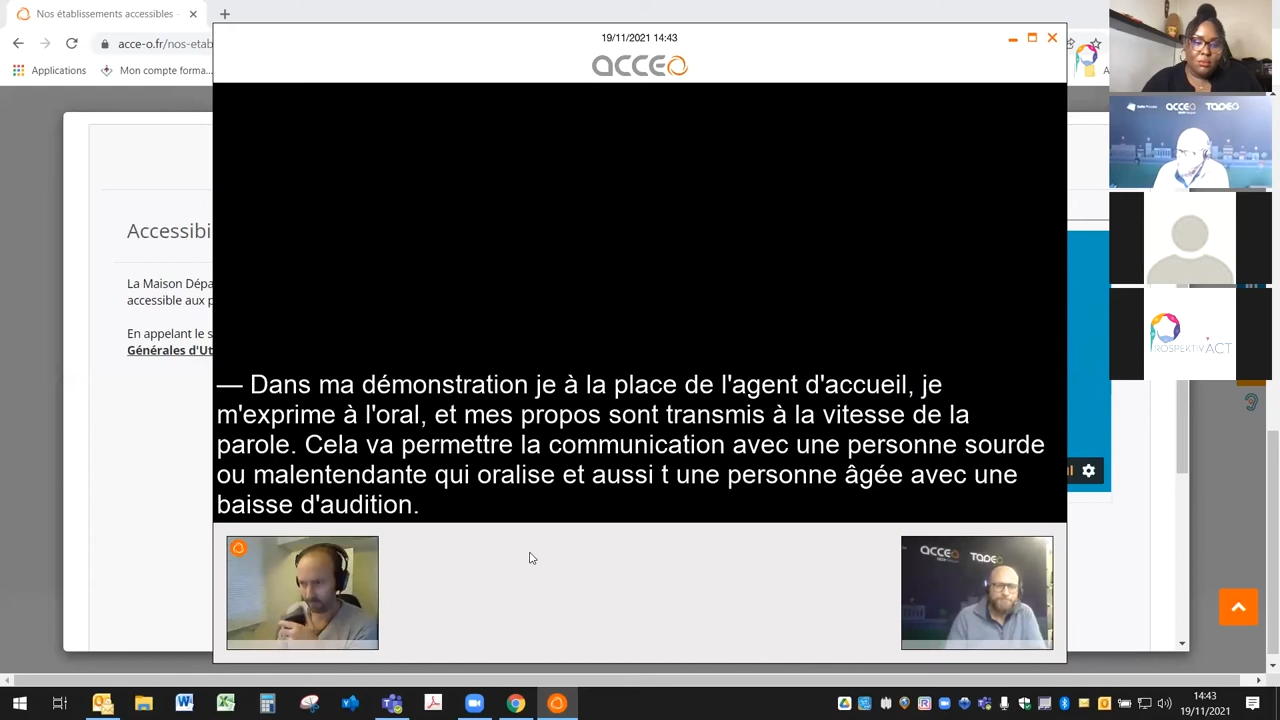 Nos établissements accessibles -
acce-o.fr/nos-etab
Applications
Mon compte forma...
19/11/2021 14:43
acceo
Accessibi
La Maison Dépa
accessible aux p
En appelant le s
Générales d'Ut
— Dans ma démonstration je à la place de l'agent d'accueil, je
m'exprime à l'oral, et mes propos sont transmis à la vitesse de la
parole. Cela va permettre la communication avec une personne sourde
ou malentendante qui oralise et aussi t une personne âgée avec une
baisse d'audition.
acceo TADEO
acceo TADEO
PROSPEKTIV'ACT
14:43
19/11/2021